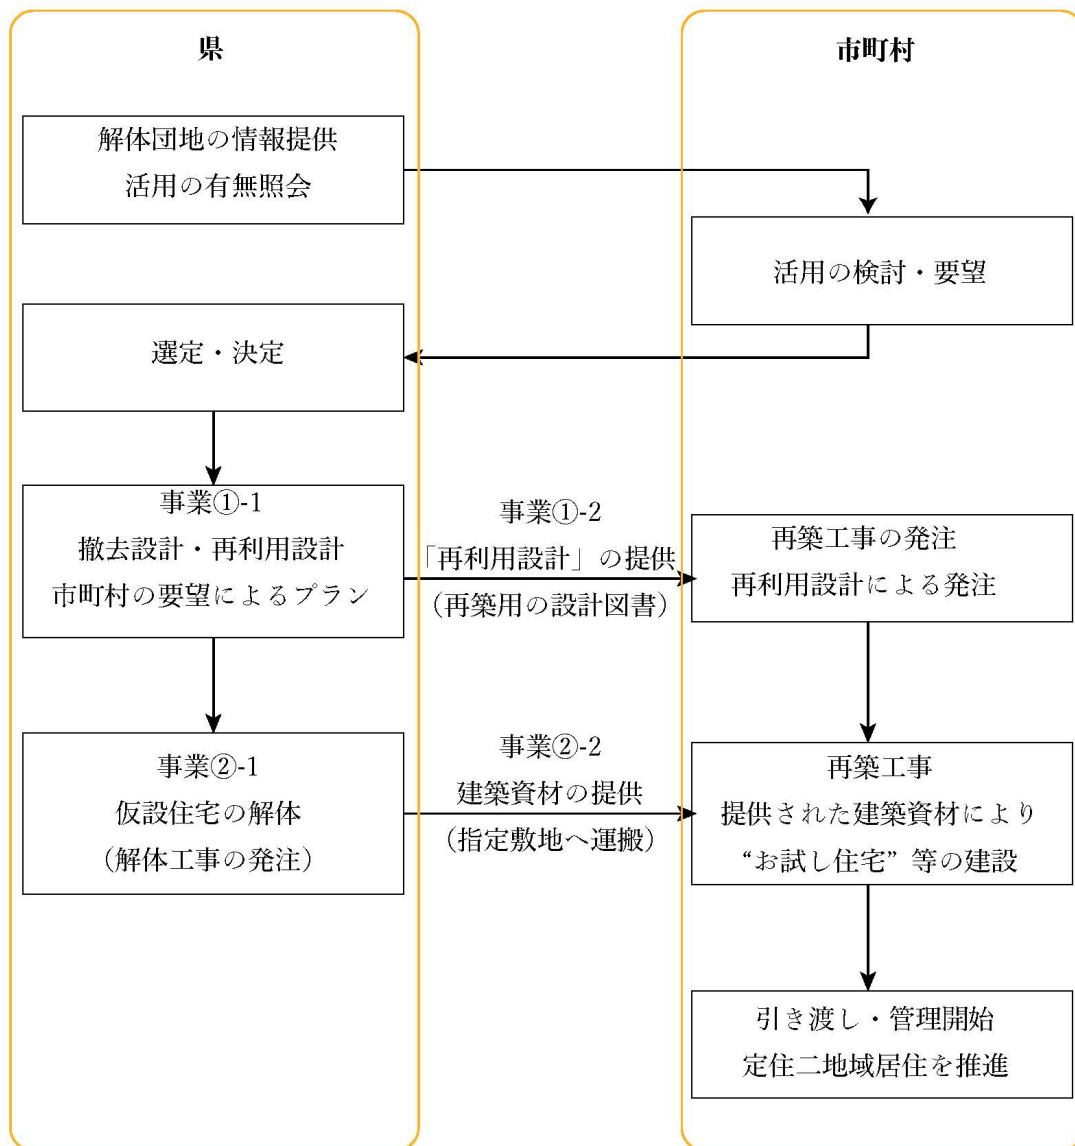 県
市町村
解体団地の情報提供
活用の有無照会
活用の検討・要望
選定・決定
事業①-1
撤去設計・再利用設計
市町村の要望によるプラン
事業①-2
「再利用設計」の提供
（再築用の設計図書）
再築工事の発注
再利用設計による発注
事業②-1
仮設住宅の解体
（解体工事の発注）
事業②-2
建築資材の提供
（指定敷地へ運搬）
再築工事
提供された建築資材により
“お試し住宅”等の建設
引き渡し・管理開始
定住二地域居住を推進